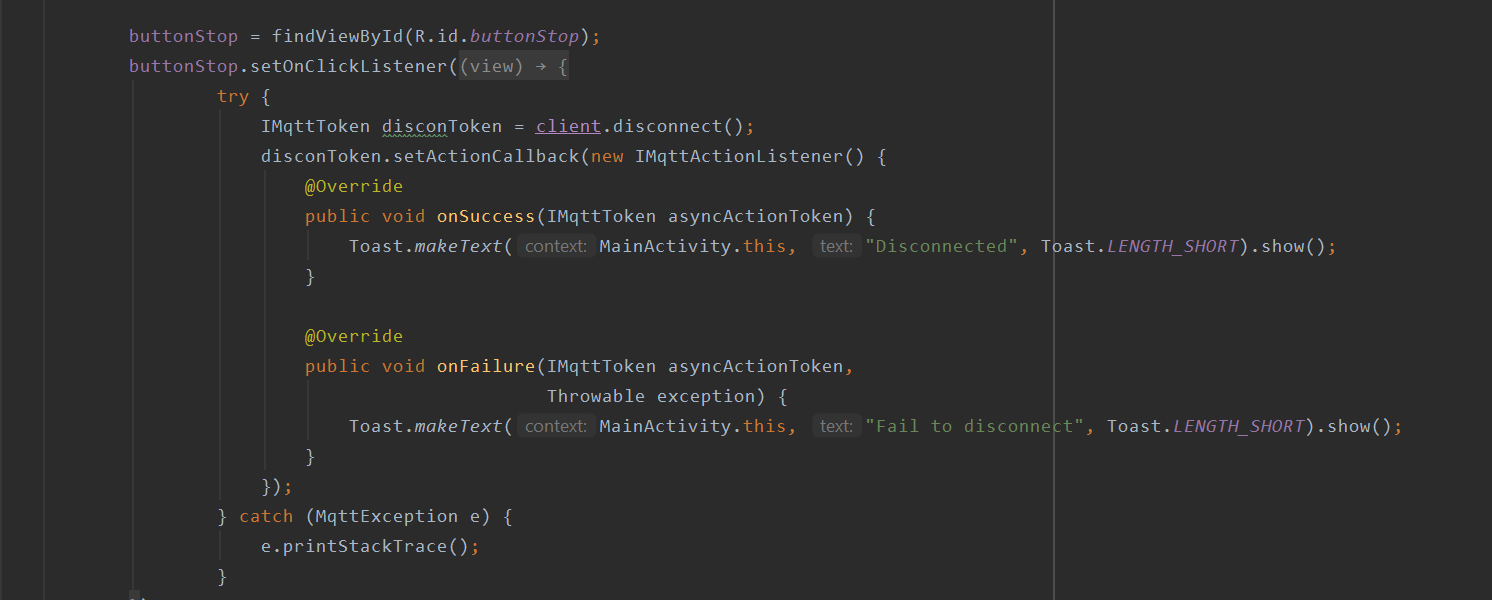 buttonStop = findViewById(R.id.buttonStop);
buttonStop.setOnClickListener((view) → {
try {
IMqttToken disconToken = client.disconnect();
disconToken.setActionCallback(new IMqttActionListener() {
@Override
public void onSuccess(IMqttToken asyncActionToken) {
Toast.makeText( context: MainActivity.this, text: "Disconnected", Toast.LENGTH_SHORT).show();
}
@Override
public void onFailure(IMqttToken asyncActionToken,
Throwable exception) {
Toast.makeText( context: MainActivity.this, text: "Fail to disconnect", Toast.LENGTH_SHORT).show();
}
});
} catch (MqttException e) {
e.printStackTrace();
}